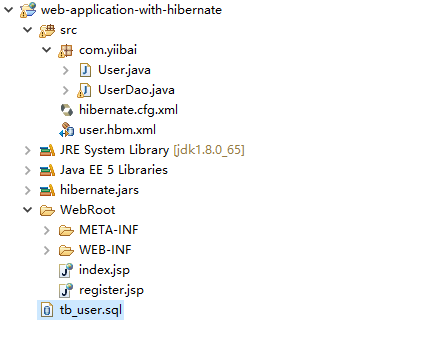 web-application-with-hibernate
src
com.yiibai
User.java
UserDao.java
hibernate.cfg.xml
user.hbm.xml
JRE System Library [jdk1.8.0_65]
Java EE 5 Libraries
hibernate.jars
WebRoot
META-INF
WEB-INF
index.jsp
register.jsp
tb_user.sql